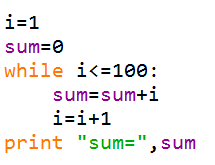 i=1
sum=0
while i<=100:
    sum=sum+i
    i=i+1
print "sum=",sum